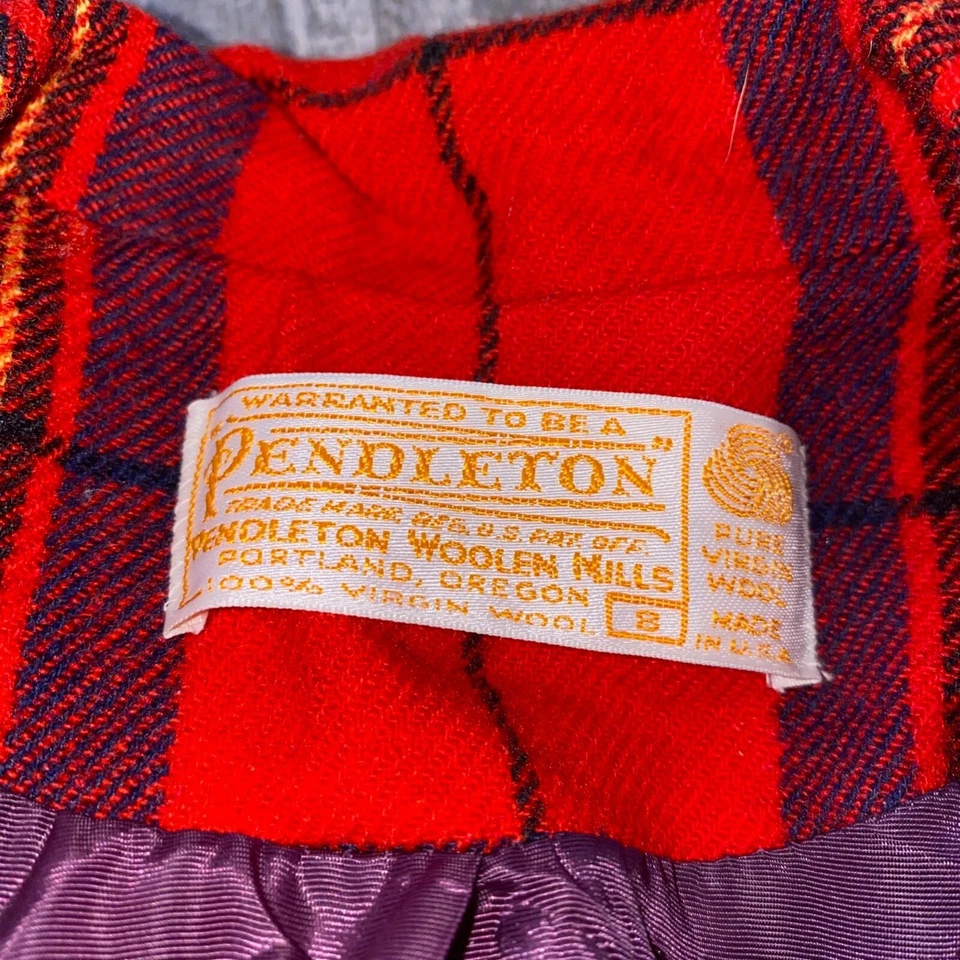 WARRANTED TO BE A
"PENDLETON"
TRADE MARK REG. U.S. PAT. OFF.
PENDLETON WOOLEN MILLS
PORTLAND, OREGON
100% VIRGIN WOOL
8
PURE
VIRGIN
WOOL
MADE
IN U.S.A.